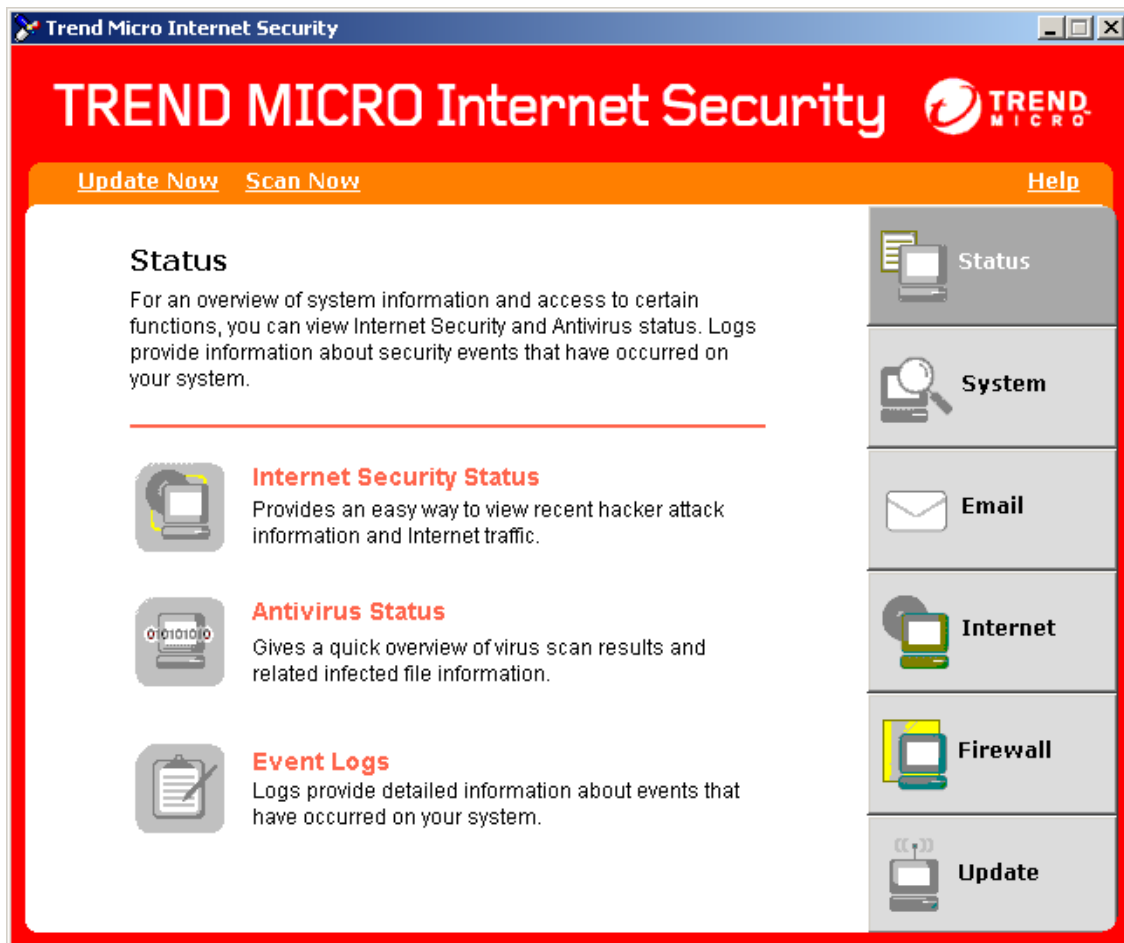 Trend Micro Internet Security
TREND MICRO Internet Security
TREND
MICRO
Update Now
Scan Now
Help
Status
For an overview of system information and access to certain
functions, you can view Internet Security and Antivirus status. Logs
provide information about security events that have occurred on
your system.
Internet Security Status
Provides an easy way to view recent hacker attack
information and Internet traffic.
Antivirus Status
Gives a quick overview of virus scan results and
related infected file information.
Event Logs
Logs provide detailed information about events that
have occurred on your system.
Status
System
Email
Internet
Firewall
Update